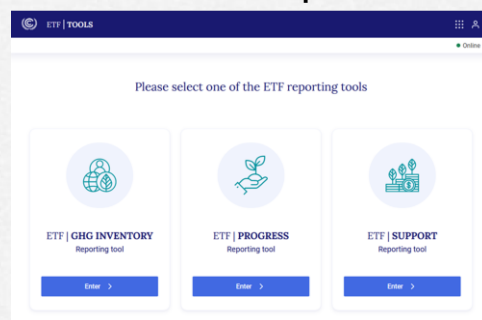 ETF | TOOLS
Online
Please select one of the ETF reporting tools
ETF | GHG INVENTORY
Reporting tool
Enter >
ETF | PROGRESS
Reporting tool
Enter >
ETF | SUPPORT
Reporting tool
Enter >